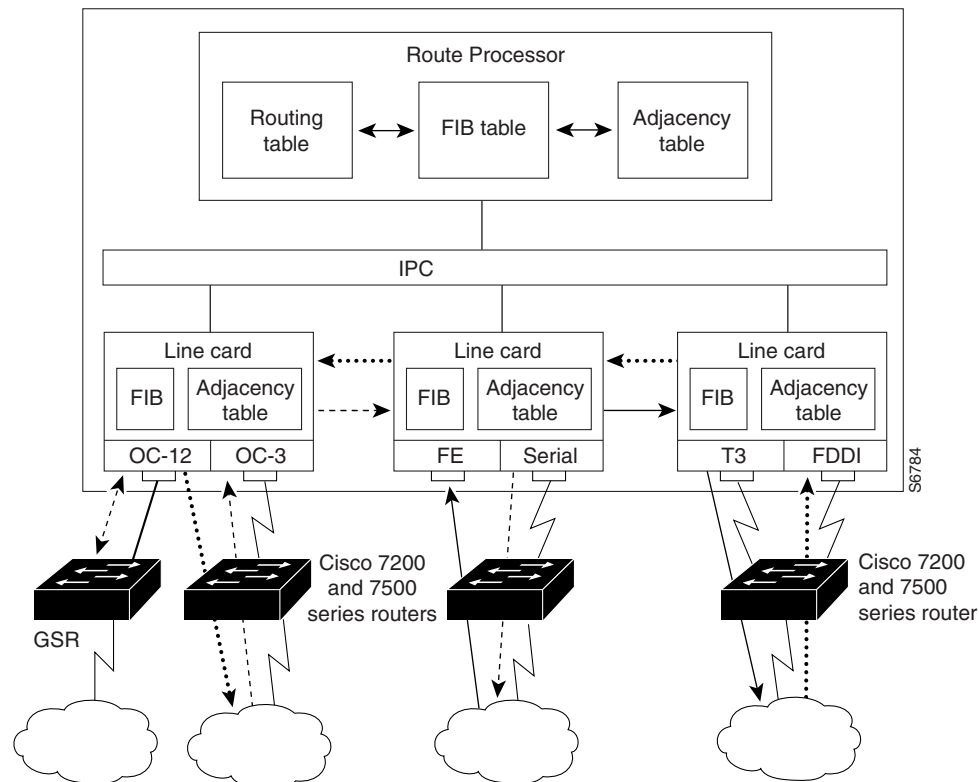 Route Processor
Routing
table
FIB table
Adjacency
table
IPC
Line card
FIB
Adjacency
table
OC-12
OC-3
Line card
FIB
Adjacency
table
FE
Serial
Line card
FIB
Adjacency
table
T3
FDDI
S6784
GSR
Cisco 7200
and 7500
series routers
Cisco 7200
and 7500
series router